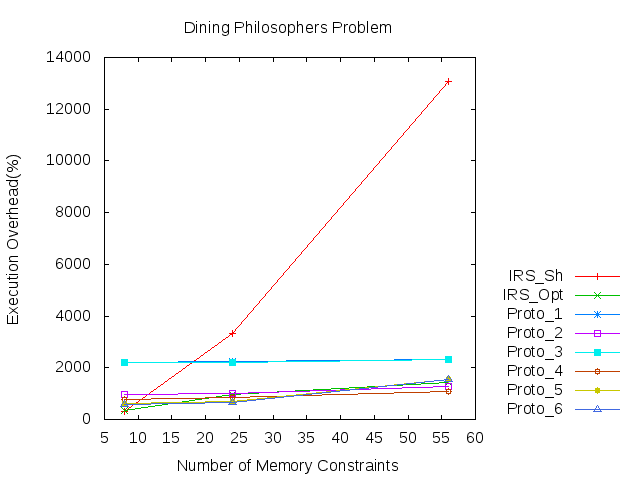 Dining Philosophers Problem
14000
12000
10000
8000
6000
4000
2000
0
Execution Overhead(%)
5 10 15 20 25 30 35 40 45 50 55 60
Number of Memory Constraints
IRS_Sh
IRS_Opt
Proto_1
Proto_2
Proto_3
Proto_4
Proto_5
Proto_6